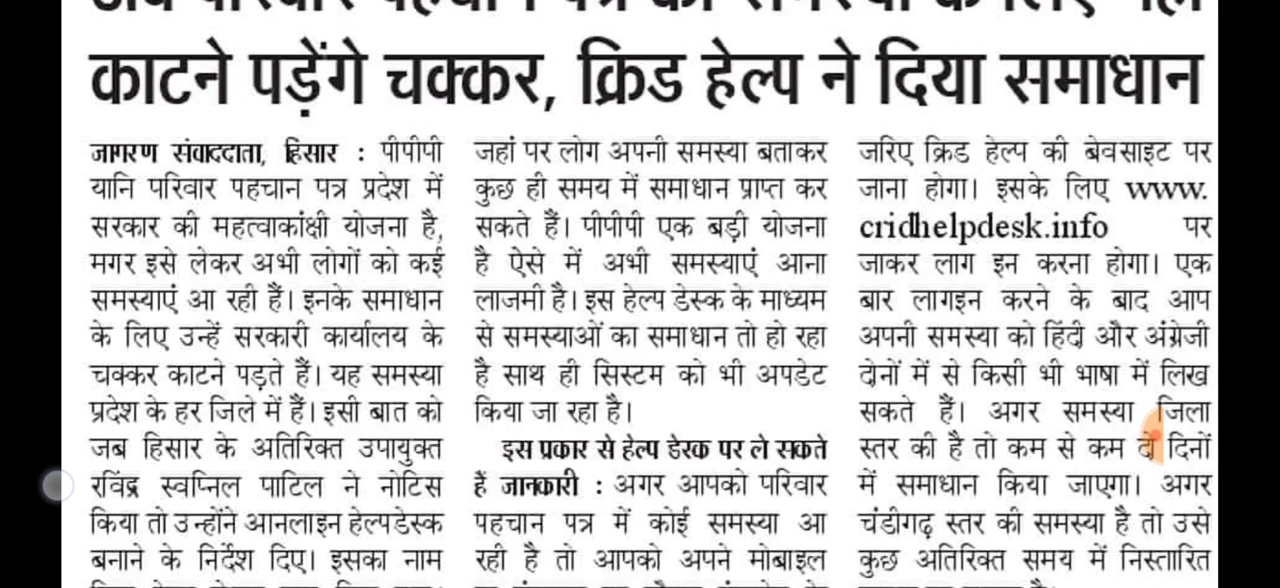 काटने पड़ेंगे चक्कर, क्रिड हेल्प ने दिया समाधान
जागरण संवाददाता, हिसार : पीपीपी
यानि परिवार पहचान पत्र प्रदेश में
सरकार की महत्वाकांक्षी योजना है,
मगर इसे लेकर अभी लोगों को कई
समस्याएं आ रही हैं। इनके समाधान
के लिए उन्हें सरकारी कार्यालय के
चक्कर काटने पड़ते हैं। यह समस्या
प्रदेश के हर जिले में हैं। इसी बात को
जब हिसार के अतिरिक्त उपायुक्त
रविंद्र स्वप्निल पाटिल ने नोटिस
किया तो उन्होंने आनलाइन हेल्पडेस्क
बनाने के निर्देश दिए। इसका नाम
जहां पर लोग अपनी समस्या बताकर
कुछ ही समय में समाधान प्राप्त कर
सकते हैं। पीपीपी एक बड़ी योजना
है ऐसे में अभी समस्याएं आना
लाजमी है। इस हेल्प डेस्क के माध्यम
से समस्याओं का समाधान तो हो रहा
है साथ ही सिस्टम को भी अपडेट
किया जा रहा है।
इस प्रकार से हेल्प डेस्क पर ले सकते
हैं जानकारी : अगर आपको परिवार
पहचान पत्र में कोई समस्या आ
रही है तो आपको अपने मोबाइल
जरिए क्रिड हेल्प की बेवसाइट पर
जाना होगा। इसके लिए www.
cridhelpdesk.info पर
जाकर लाग इन करना होगा। एक
बार लागइन करने के बाद आप
अपनी समस्या को हिंदी और अंग्रेजी
दोनों में से किसी भी भाषा में लिख
सकते हैं। अगर समस्या जिला
स्तर की है तो कम से कम दो दिनों
में समाधान किया जाएगा। अगर
चंडीगढ़ स्तर की समस्या है तो उसे
कुछ अतिरिक्त समय में निस्तारित